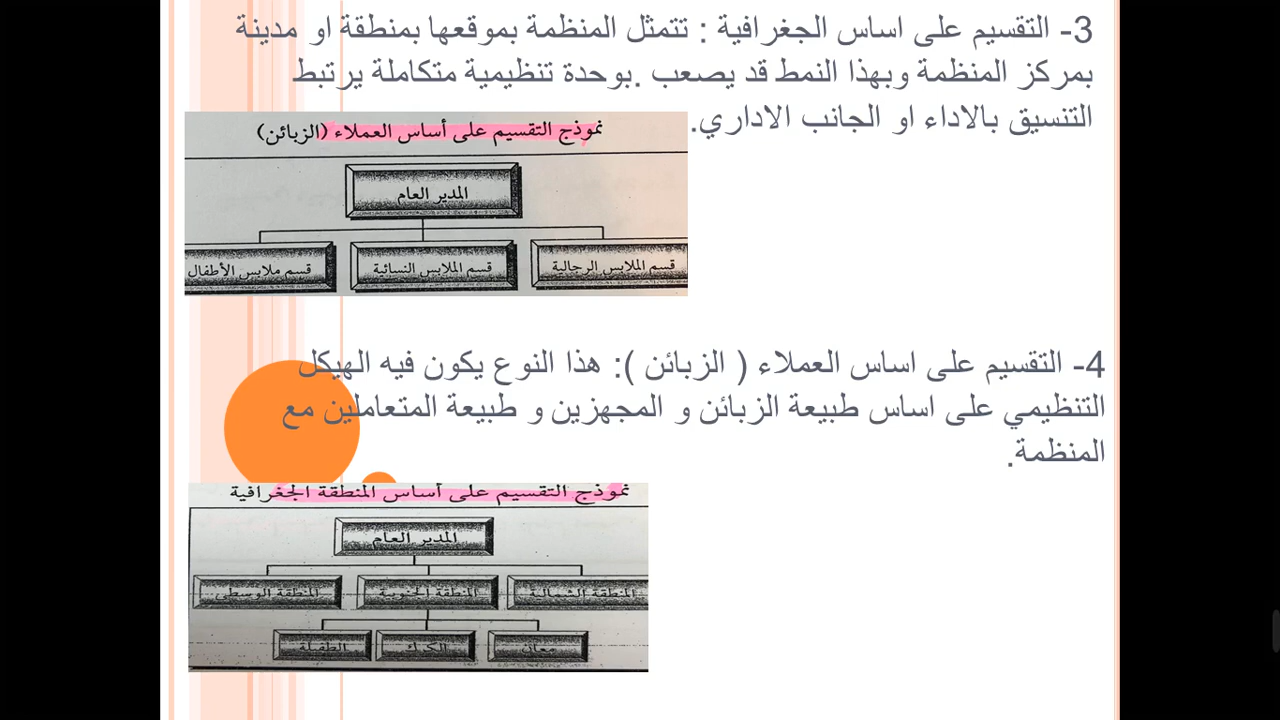 3- التقسيم على اساس الجغرافية : تتمثل المنظمة بموقعها بمنطقة او مدينة
بمركز المنظمة وبهذا النمط قد يصعب .بوحدة تنظيمية متكاملة يرتبط
التنسيق بالاداء او الجانب الاداري.
نموذج التقسيم على أساس العملاء (الزبائن)
المدير العام
قسم الملابس الرجالية
قسم الملابس النسائية
قسم ملابس الأطفال
4- التقسيم على اساس العملاء ( الزبائن ): هذا النوع يكون فيه الهيكل
التنظيمي على اساس طبيعة الزبائن و المجهزين و طبيعة المتعاملين مع
المنظمة.
نموذج التقسيم على أساس المنطقة الجغرافية
المدير العام
المنطقة الشمالية
المنطقة الجنوبية
المنطقة الوسطى
معان
الكرك
الطفيلة